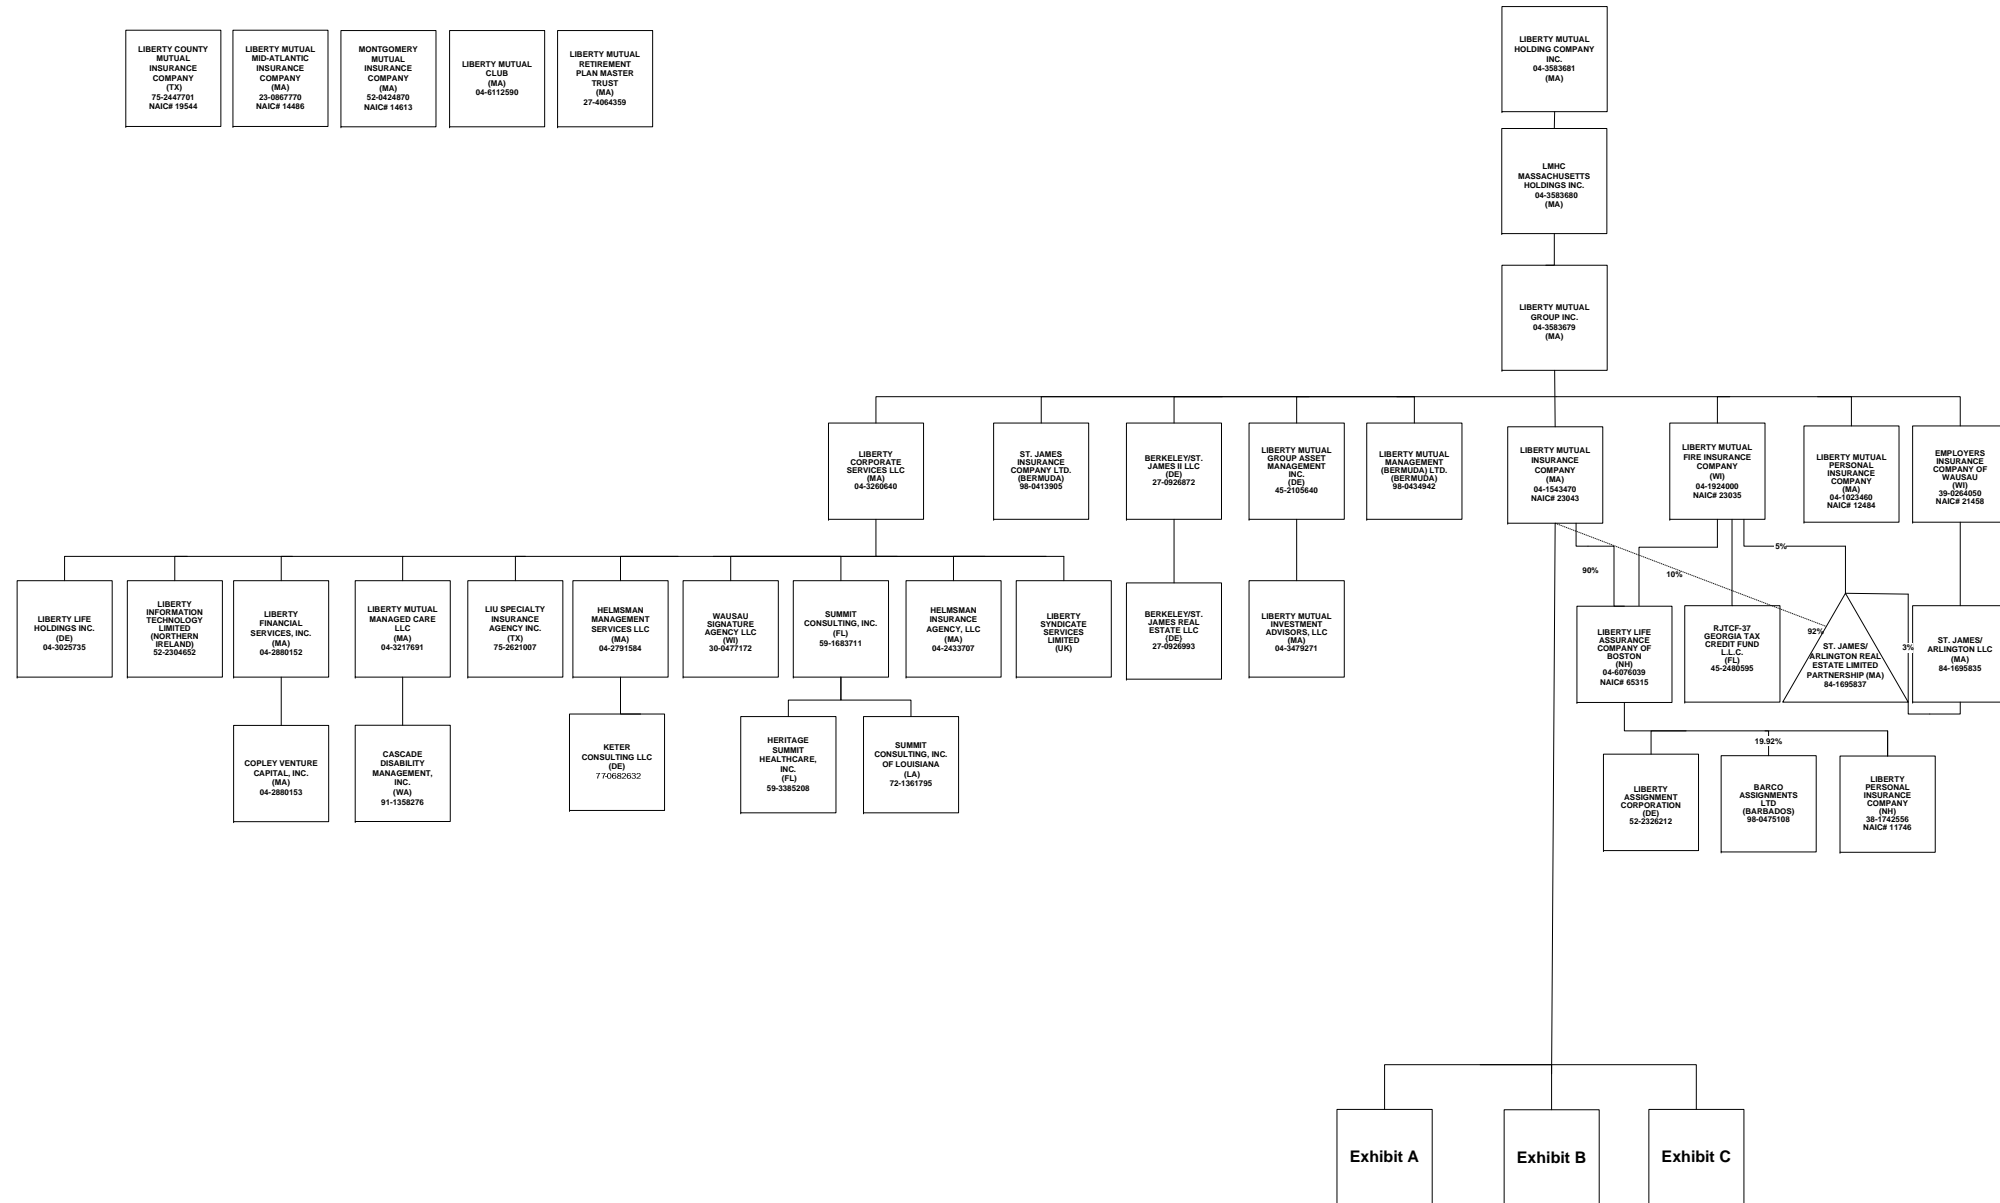 LIBERTY COUNTY
MUTUAL
INSURANCE
COMPANY
(TX)
75-2447701
NAIC# 19544
LIBERTY MUTUAL
MID-ATLANTIC
INSURANCE
COMPANY
(MA)
23-0867770
NAIC# 14486
MONTGOMERY
MUTUAL
INSURANCE
COMPANY
(MA)
52-0424870
NAIC# 14613
LIBERTY MUTUAL
CLUB
(MA)
04-6112590
LIBERTY MUTUAL
RETIREMENT
PLAN MASTER
TRUST
(MA)
27-4064359
LIBERTY MUTUAL
HOLDING COMPANY
INC.
04-3583681
(MA)
LMHC
MASSACHUSETTS
HOLDINGS INC.
04-3583680
(MA)
LIBERTY MUTUAL
GROUP INC.
04-3583679
(MA)
LIBERTY
CORPORATE
SERVICES LLC
(MA)
04-3260640
ST. JAMES
INSURANCE
COMPANY LTD.
(BERMUDA)
98-0413905
BERKELEY/ST.
JAMES II LLC
(DE)
27-0926872
LIBERTY MUTUAL
GROUP ASSET
MANAGEMENT
INC.
(DE)
45-2105640
LIBERTY MUTUAL
MANAGEMENT
(BERMUDA) LTD.
(BERMUDA)
98-0434942
LIBERTY MUTUAL
INSURANCE
COMPANY
(MA)
04-1543470
NAIC# 23043
LIBERTY MUTUAL
FIRE INSURANCE
COMPANY
(WI)
04-1924000
NAIC# 23035
LIBERTY MUTUAL
PERSONAL
INSURANCE
COMPANY
(MA)
04-1023460
NAIC# 12484
EMPLOYERS
INSURANCE
COMPANY OF
WAUSAU
(WI)
39-0264050
NAIC# 21458
5%
90%
10%
LIBERTY LIFE
HOLDINGS INC.
(DE)
04-3025735
LIBERTY
INFORMATION
TECHNOLOGY
LIMITED
(NORTHERN
IRELAND)
52-2304652
LIBERTY
FINANCIAL
SERVICES, INC.
(MA)
04-2880152
LIBERTY MUTUAL
MANAGED CARE
LLC
(MA)
04-3217691
LIU SPECIALTY
INSURANCE
AGENCY INC.
(TX)
75-2621007
HELMSMAN
MANAGEMENT
SERVICES LLC
(MA)
04-2791584
WAUSAU
SIGNATURE
AGENCY LLC
(WI)
30-0477172
SUMMIT
CONSULTING, INC.
(FL)
59-1683711
HELMSMAN
INSURANCE
AGENCY, LLC
(MA)
04-2433707
LIBERTY
SYNDICATE
SERVICES
LIMITED
(UK)
BERKELEY/ST.
JAMES REAL
ESTATE LLC
(DE)
27-0926993
LIBERTY MUTUAL
INVESTMENT
ADVISORS, LLC
(MA)
04-3479271
LIBERTY LIFE
ASSURANCE
COMPANY OF
BOSTON
(NH)
04-6076039
NAIC# 65315
RJTCF-37
GEORGIA TAX
CREDIT FUND
L.L.C.
(FL)
45-2480595
92%
ST. JAMES/
ARLINGTON REAL
ESTATE LIMITED
PARTNERSHIP (MA)
84-1695837
3%
ST. JAMES/
ARLINGTON LLC
(MA)
84-1695835
COPLEY VENTURE
CAPITAL, INC.
(MA)
04-2880153
CASCADE
DISABILITY
MANAGEMENT,
INC.
(WA)
91-1358276
KETER
CONSULTING LLC
(DE)
77-0682632
HERITAGE
SUMMIT
HEALTHCARE,
INC.
(FL)
59-3385208
SUMMIT
CONSULTING, INC.
OF LOUISIANA
(LA)
72-1361795
19.92%
LIBERTY
ASSIGNMENT
CORPORATION
(DE)
52-2326212
BARCO
ASSIGNMENTS
LTD
(BARBADOS)
98-0475108
LIBERTY
PERSONAL
INSURANCE
COMPANY
(NH)
38-1742556
NAIC# 11746
Exhibit A
Exhibit B
Exhibit C